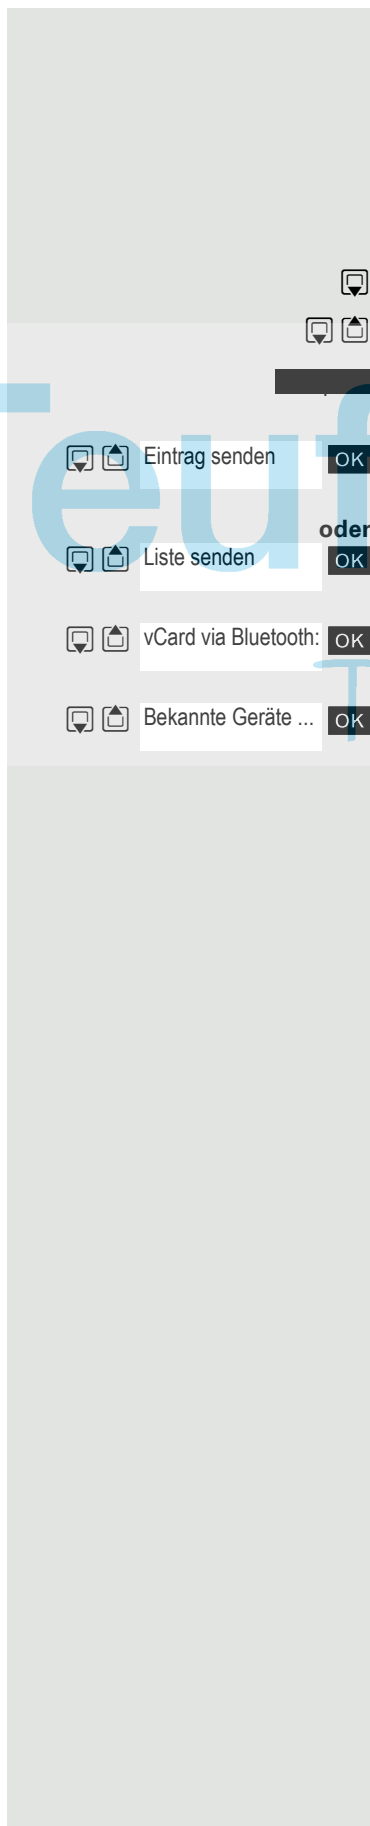 Eintrag senden OK
oder
Liste senden OK
vCard via Bluetooth: OK
Bekannte Geräte ... OK